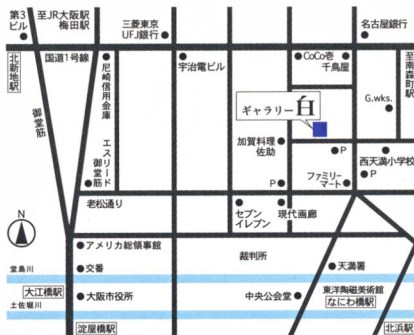 第3
ビル
至JR大阪駅
梅田駅
三菱東京
UFJ銀行
名古屋銀行
国道1号線
北新地駅
尼崎信用金庫
宇治電ビル
CoCo壱
千鳥屋
至南森町駅
G.wks.
御堂筋
ギャラリー白
エスリード
御堂筋
加賀料理
佐助
P
西天満小学校
P
ファミリー
マート
老松通り
セブン
イレブン
現代画廊
N
アメリカ総領事館
裁判所
堂島川
交番
天満署
大江橋駅
大阪市役所
中央公会堂
東洋陶磁美術館
なにわ橋駅
土佐堀川
淀屋橋駅
北浜駅